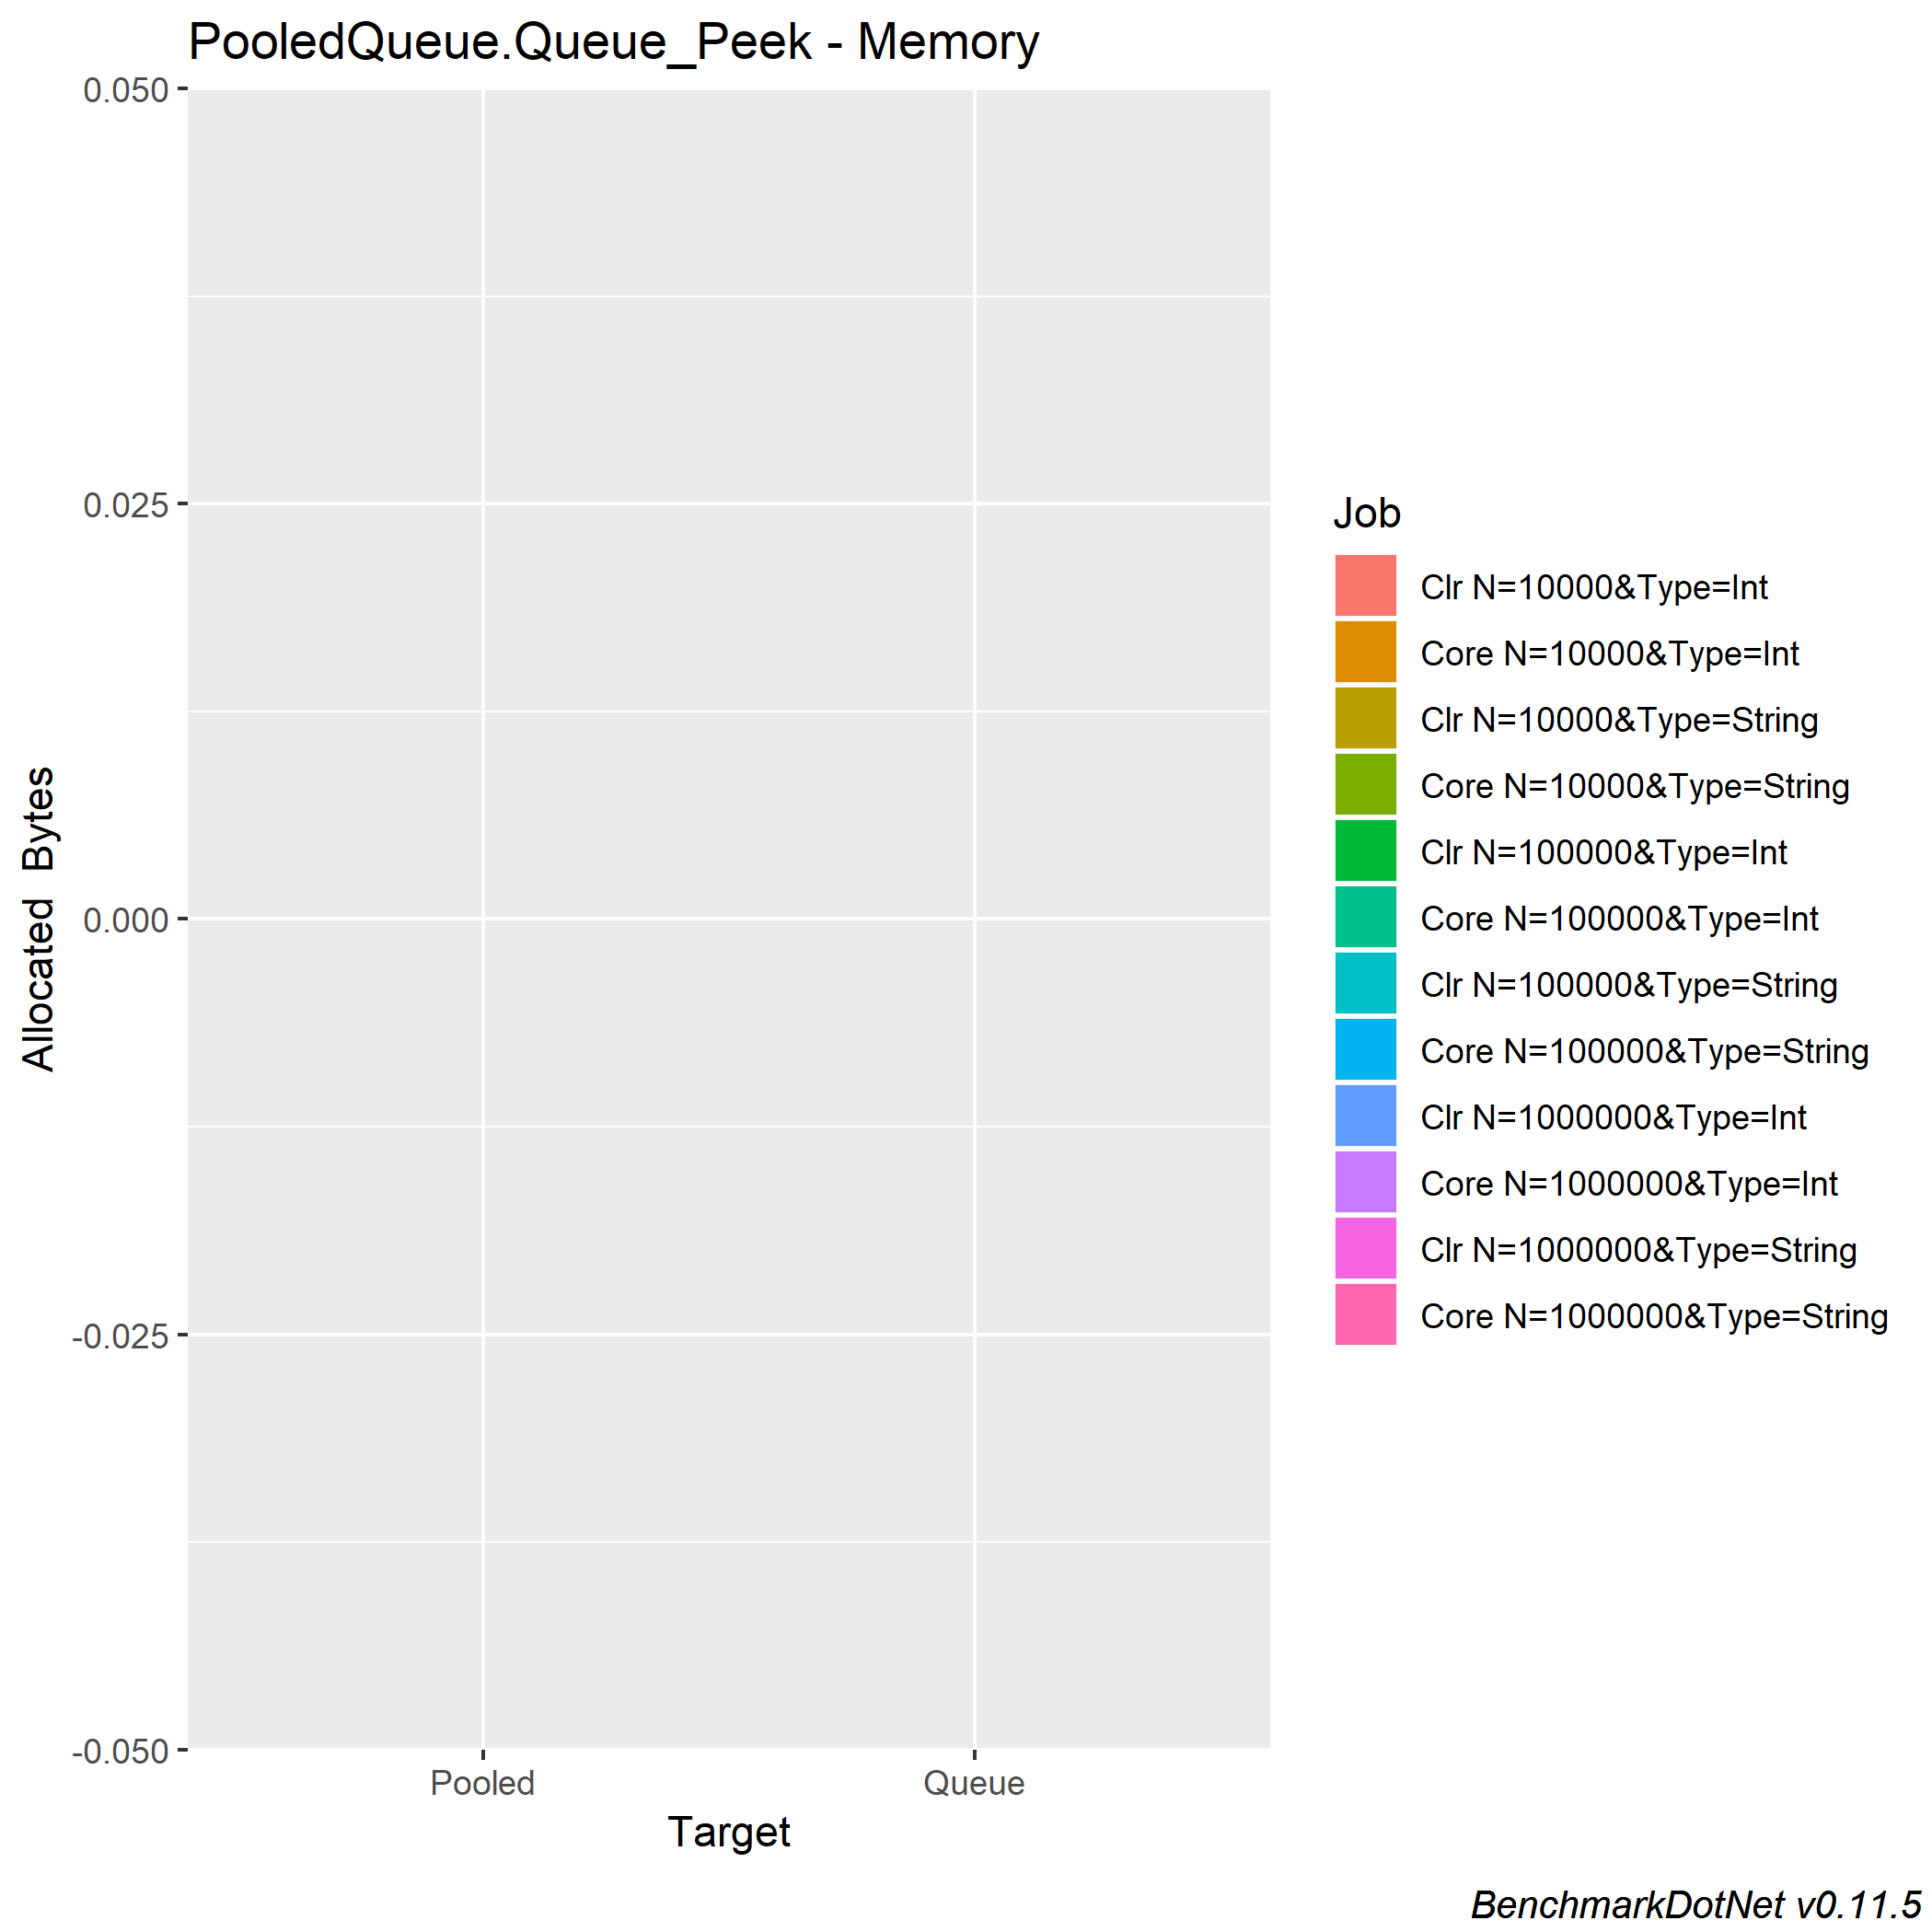 PooledQueue.Queue_Peek - Memory
0.050
0.025
0.000
-0.025
-0.050
Allocated Bytes
Pooled
Queue
Target
Job
Clr N=10000&Type=Int
Core N=10000&Type=Int
Clr N=10000&Type=String
Core N=10000&Type=String
Clr N=100000&Type=Int
Core N=100000&Type=Int
Clr N=100000&Type=String
Core N=100000&Type=String
Clr N=1000000&Type=Int
Core N=1000000&Type=Int
Clr N=1000000&Type=String
Core N=1000000&Type=String
BenchmarkDotNet v0.11.5